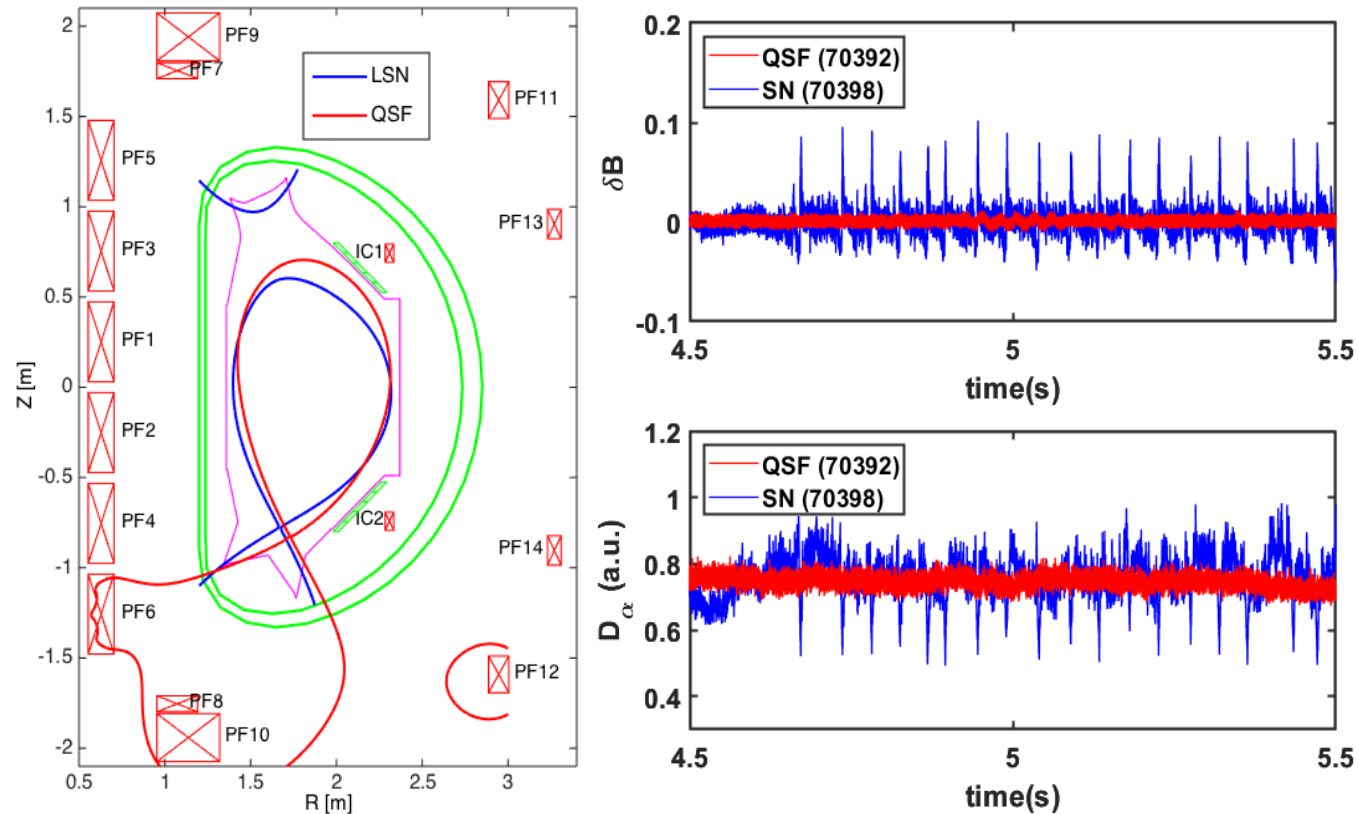 2
1.5
1
0.5
0
-0.5
-1
-1.5
-2
Z [m]
0.5
1
1.5
2
2.5
3
R [m]
LSN
QSF
PF9
PF7
PF11
PF5
PF13
PF3
IC1
PF1
PF2
PF4
IC2
PF14
PF6
PF12
PF8
PF10
0.2
0.1
0
-0.1
δB
QSF (70392)
SN (70398)
4.5
5
5.5
time(s)
1.2
1
0.8
0.6
0.4
Dα (a.u.)
QSF (70392)
SN (70398)
4.5
5
5.5
time(s)